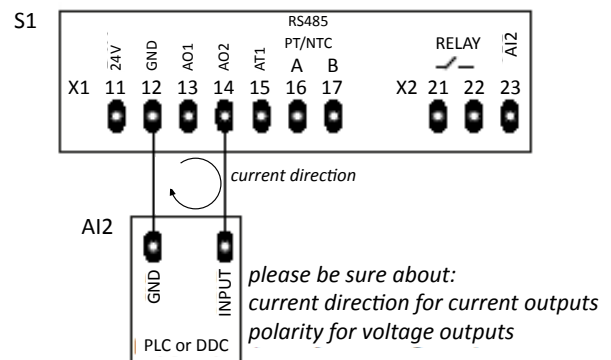 S1
RS485
PT/NTC
RELAY
24V GND AO1 AO2 AT1 A B AI2
X1 11 12 13 14 15 16 17 X2 21 22 23
current direction
AI2
GND INPUT
please be sure about:
current direction for current outputs
polarity for voltage outputs
PLC or DDC